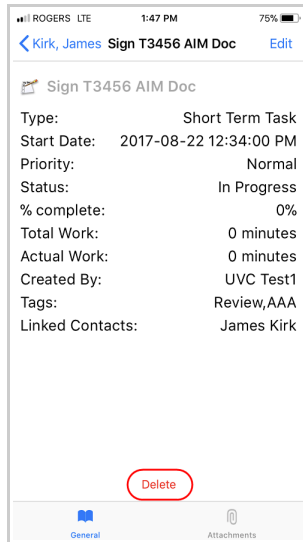 ROGERS LTE 1:47 PM 75%
Kirk, James Sign T3456 AIM Doc Edit
Sign T3456 AIM Doc
Type: Short Term Task
Start Date: 2017-08-22 12:34:00 PM
Priority: Normal
Status: In Progress
% complete: 0%
Total Work: 0 minutes
Actual Work: 0 minutes
Created By: UVC Test1
Tags: Review,AAA
Linked Contacts: James Kirk
Delete
General Attachments